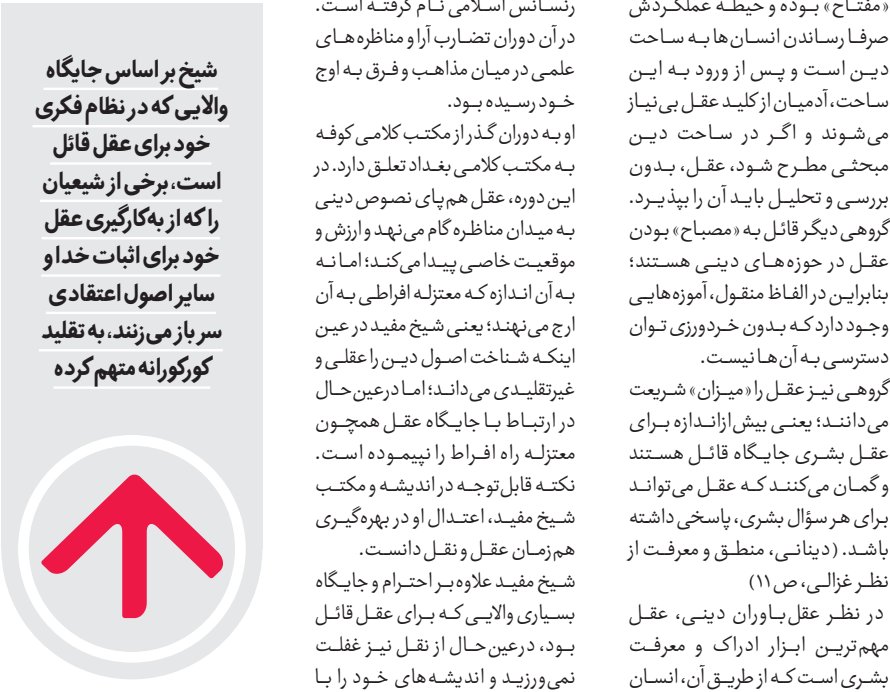 «مفتاح» بوده و حیطه عملکردش
صرفا رساندن انسان‌ها به ساحت
دین است و پس از ورود به این
ساحت، آدمیان از کلید عقل بی‌نیاز
می‌شوند و اگر در ساحت دین
مبحثی مطرح شود، عقل، بدون
بررسی و تحلیل باید آن را بپذیرد.
گروهی دیگر قائل به «مصباح» بودن
عقل در حوزه‌های دینی هستند؛
بنابراین در الفاظ منقول، آموزه‌هایی
وجود دارد که بدون خردورزی توان
دسترسی به آن‌ها نیست.
گروهی نیز عقل را «میزان» شریعت
می‌دانند؛ یعنی بیش‌ازاندازه برای
عقل بشری جایگاه قائل هستند
و گمان می‌کنند که عقل می‌تواند
برای هر سؤال بشری، پاسخی داشته
باشد. (دینانی، منطق و معرفت از
نظر غزالی، ص ۱۱)
در نظر عقل‌باوران دینی، عقل
مهم‌ترین ابزار ادراک و معرفت
بشری است که از طریق آن، انسان
رنسانس اسلامی نام گرفته است.
در آن دوران تضارب آرا و مناظره‌های
علمی در میان مذاهب و فرق به اوج
خود رسیده بود.
او به دوران گذر از مکتب کلامی کوفه
به مکتب کلامی بغداد تعلق دارد. در
این دوره، عقل هم‌پای نصوص دینی
به میدان مناظره گام می‌نهد و ارزش و
موقعیت خاصی پیدا می‌کند؛ اما نه
به آن اندازه که معتزله افراطی به آن
ارج می‌نهند؛ یعنی شیخ مفید در عین
اینکه شناخت اصول دین را عقلی و
غیرتقلیدی می‌داند؛ اما درعین‌حال
در ارتباط با جایگاه عقل همچون
معتزله راه افراط را نپیموده است.
نکته قابل‌توجه در اندیشه و مکتب
شیخ مفید، اعتدال او در بهره‌گیری
هم‌زمان عقل و نقل دانست.
شیخ مفید علاوه بر احترام و جایگاه
بسیاری والایی که برای عقل قائل
بود، درعین‌حال از نقل نیز غفلت
نمی‌ورزید و اندیشه‌های خود را با
شیخ بر اساس جایگاه
والایی که در نظام فکری
خود برای عقل قائل
است، برخی از شیعیان
را که از به‌کارگیری عقل
خود برای اثبات خدا و
سایر اصول اعتقادی
سر باز می‌زنند، به تقلید
کورکورانه متهم کرده